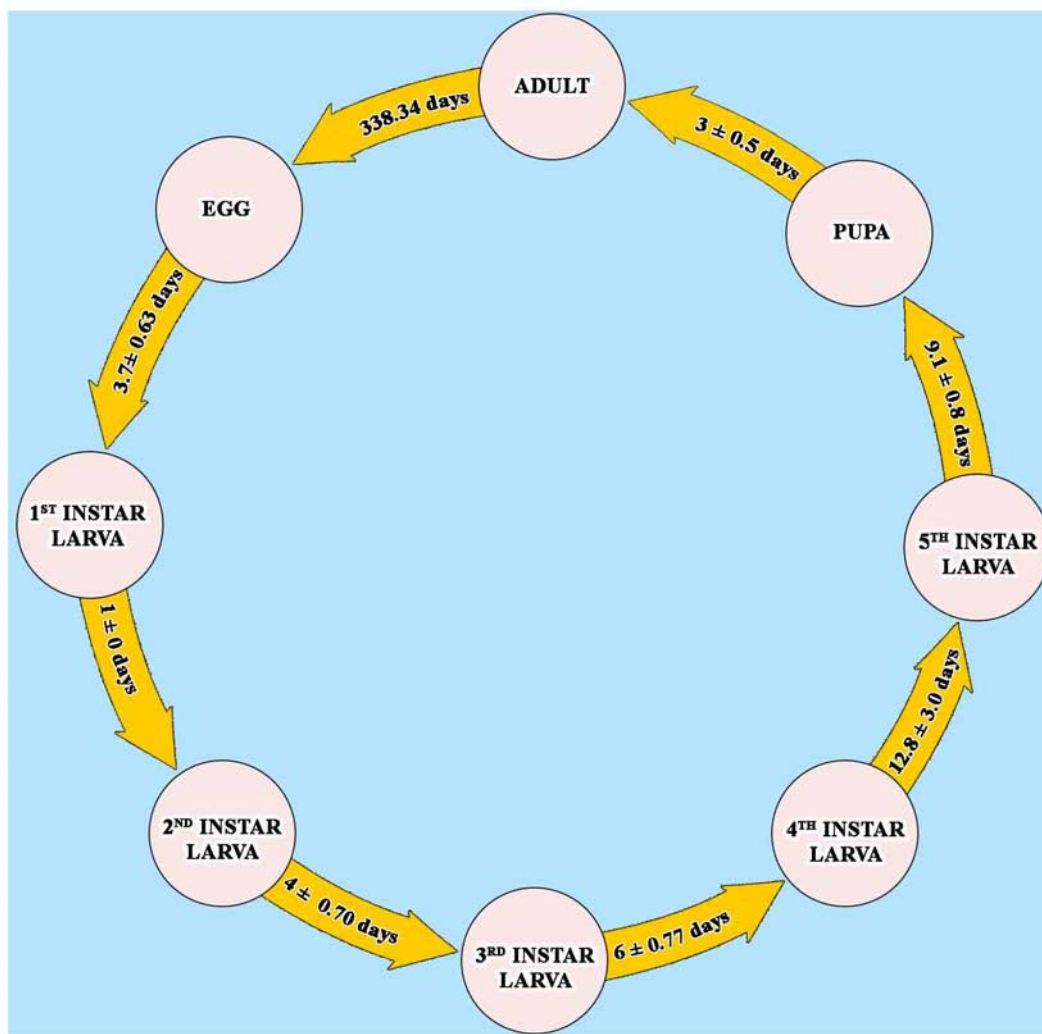 ADULT
338.34 days
EGG
3.7± 0.63 days
1ST INSTAR
LARVA
1 ± 0 days
2ND INSTAR
LARVA
4 ± 0.70 days
3RD INSTAR
LARVA
6 ± 0.77 days
4TH INSTAR
LARVA
12.8 ± 3.0 days
5TH INSTAR
LARVA
9.1 ± 0.8 days
PUPA
3 ± 0.5 days